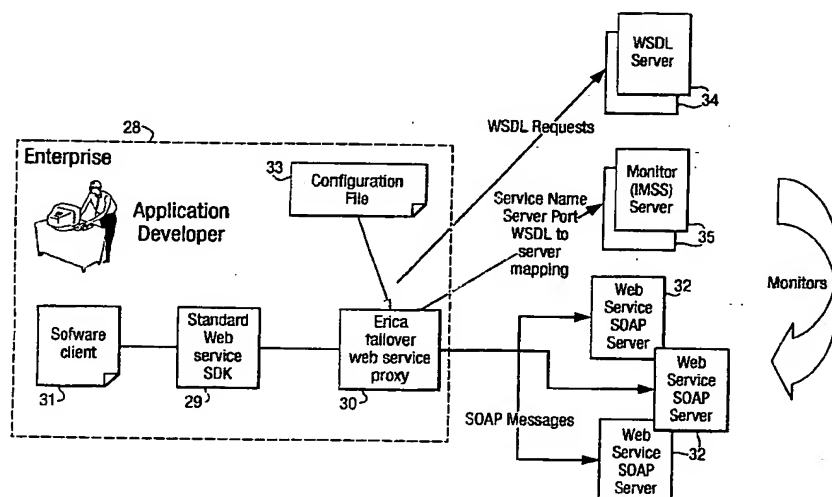 28
Enterprise
Application
Developer
33
Configuration
File
WSDL Requests
WSDL
Server
34
Service Name
Server Port
WSDL to
server
mapping
Monitor
(IMSS)
Server
35
Monitors
Sofware
client
31
Standard
Web
service
SDK
29
Erica
failover
web service
proxy
30
SOAP Messages
32
Web
Service
SOAP
Server
Web
Service
SOAP
Server
32
Web
Service
SOAP
Server
32